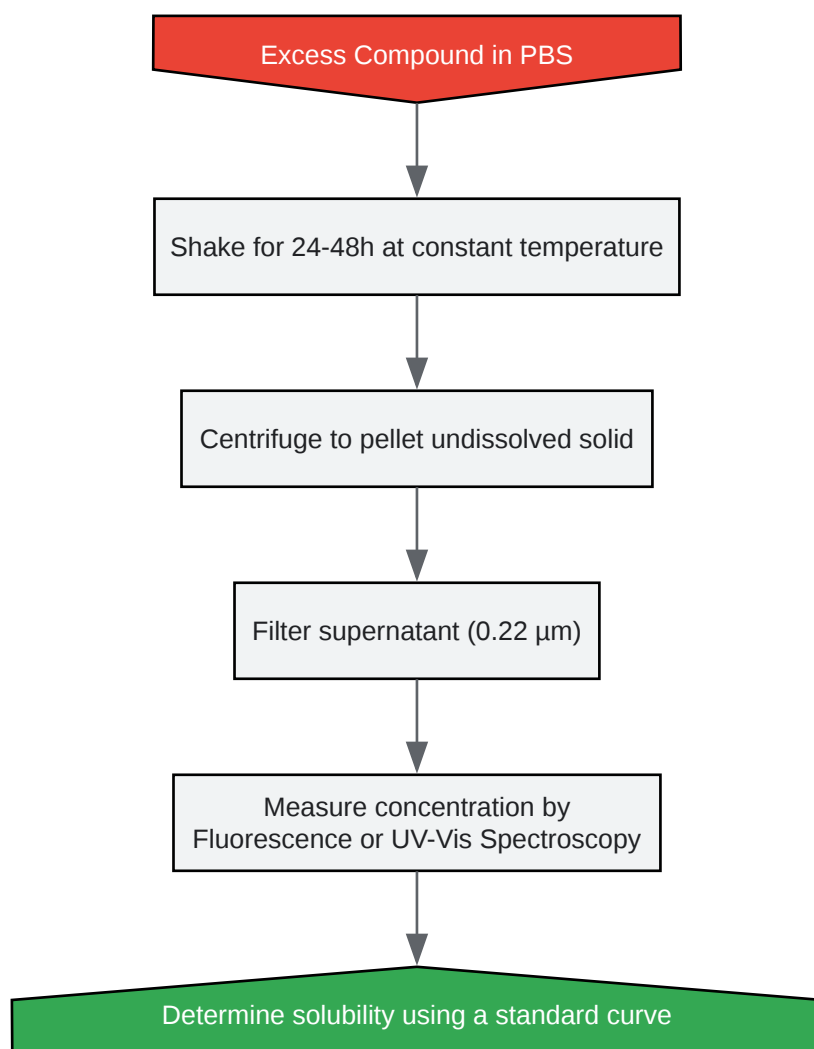 Excess Compound in PBS
Shake for 24-48h at constant temperature
Centrifuge to pellet undissolved solid
Filter supernatant (0.22 µm)
Measure concentration by
Fluorescence or UV-Vis Spectroscopy
Determine solubility using a standard curve